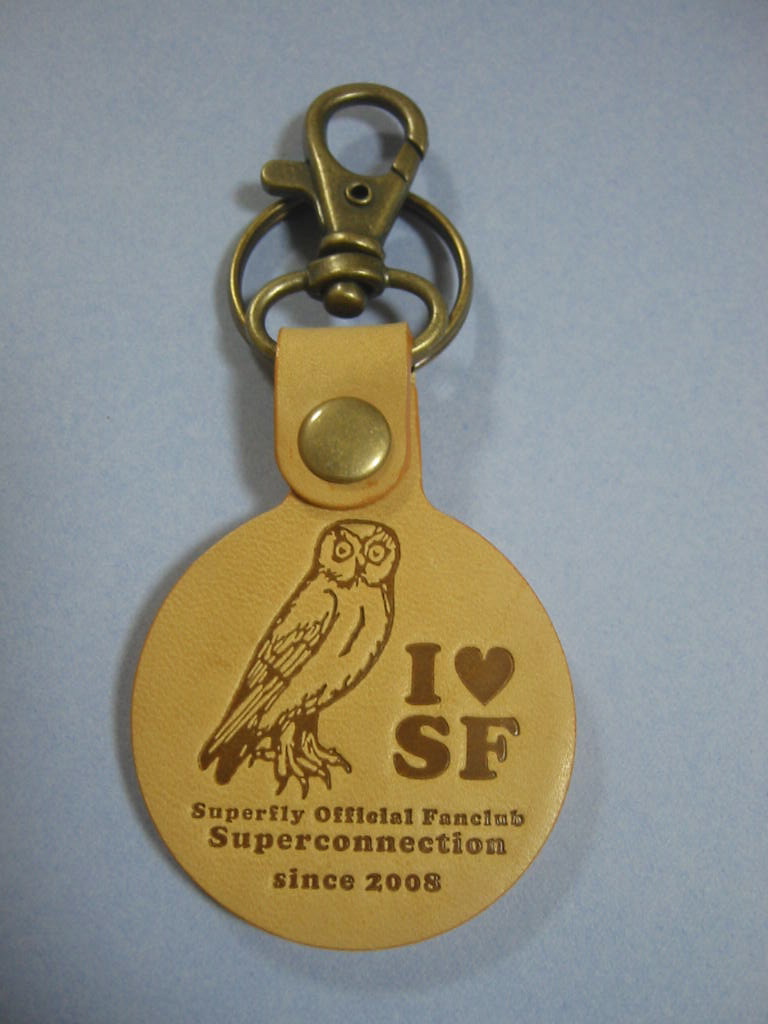 I ♥
SF
Superfly Official Fanclub
Superconnection
since 2008